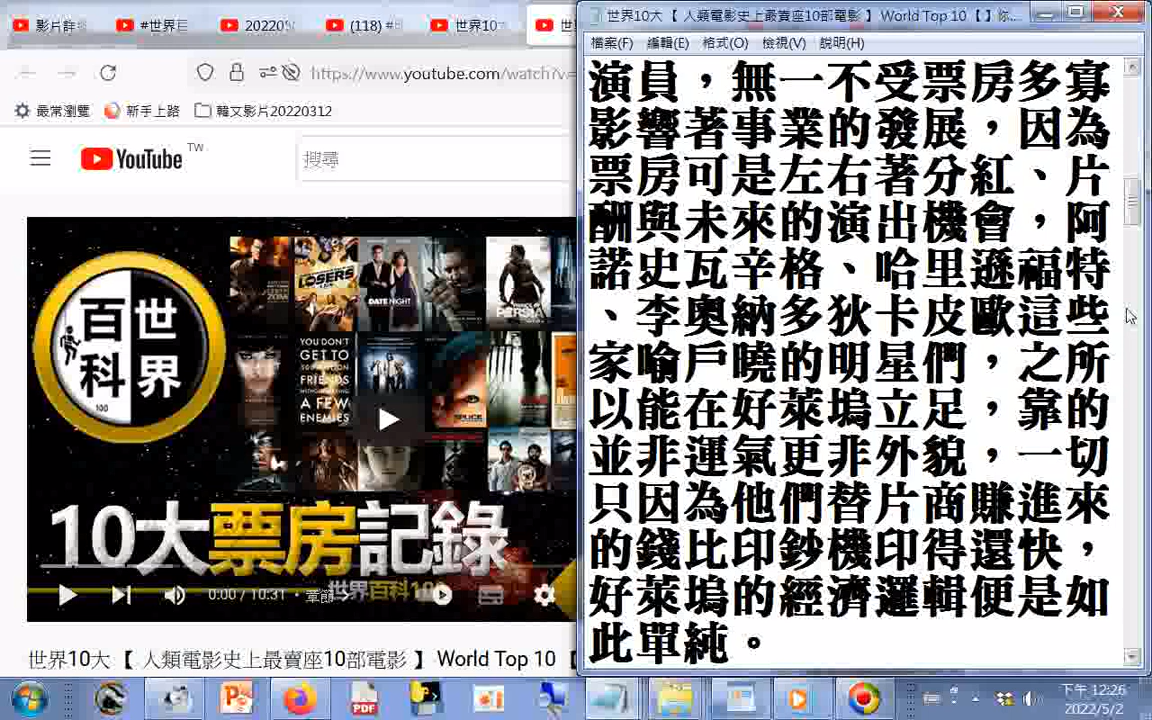 影片詳
#世界巨
20220
(118) #
世界10
世
https://www.youtube.com/watch?v=
最常瀏覽
新手上路
韓文影片20220312
YouTube
TW
搜尋
世界
百科
100
LOSERS
DATE NIGHT
YOU DON'T
GET TO
500 MILLION
FRIENDS
WITHOUT MAKING
A FEW
ENEMIES
SPLICE
10大票房記錄
世界百科100
0:00 / 10:31
章節
世界10大 【 人類電影史上最賣座10部電影 】 World Top 10 【
世界10大 【 人類電影史上最賣座10部電影 】 World Top 10 【 】你...
檔案(F)
編輯(E)
格式(O)
檢視(V)
說明(H)
演員，無一不受票房多寡
影響著事業的發展，因為
票房可是左右著分紅、片
酬與未來的演出機會，阿
諾史瓦辛格、哈里遜福特
、李奧納多狄卡皮歐這些
家喻戶曉的明星們，之所
以能在好萊塢立足，靠的
並非運氣更非外貌，一切
只因為他們替片商賺進來
的錢比印鈔機印得還快，
好萊塢的經濟邏輯便是如
此單純。
PDF
下午 12:26
2022/5/2